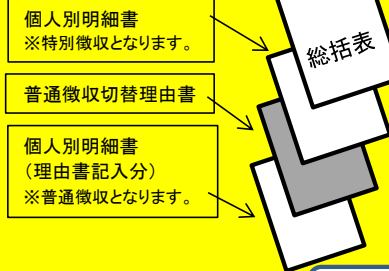 個人別明細書
※特別徴収となります。
総括表
普通徴収切替理由書
個人別明細書
（理由書記入分）
※普通徴収となります。